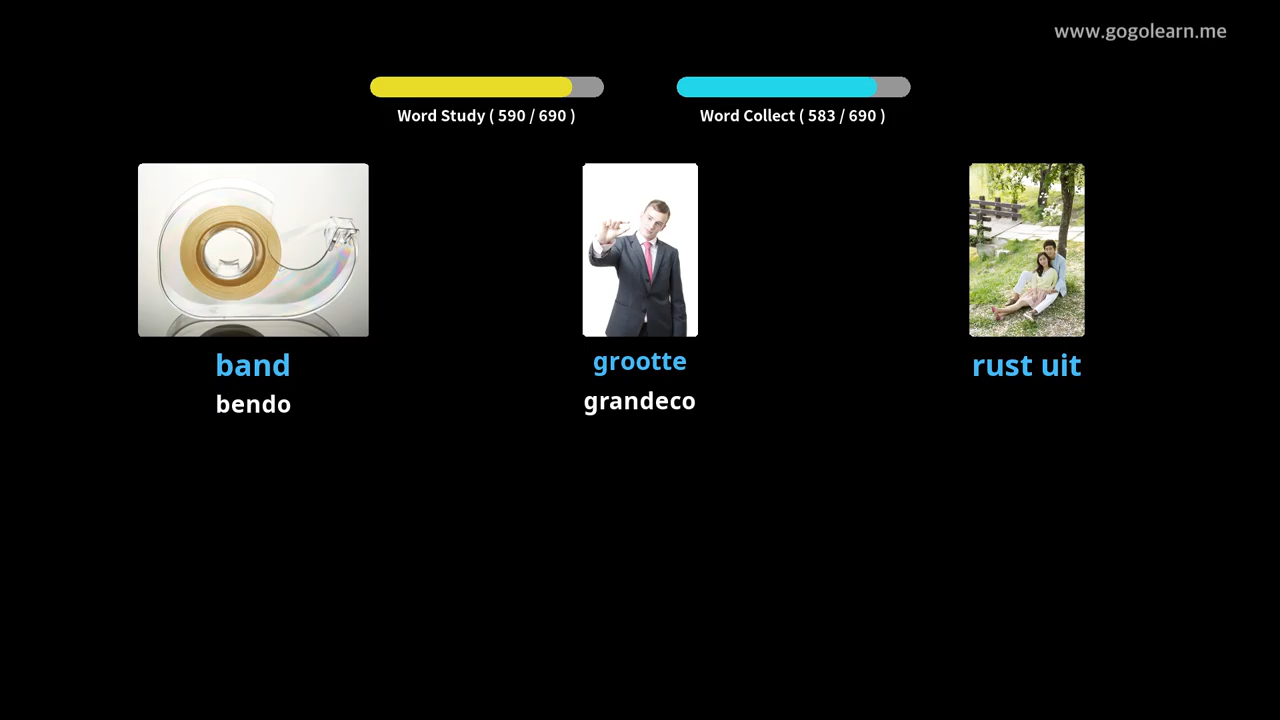 www.gogolearn.me
Word Study ( 590 / 690 )
Word Collect ( 583 / 690 )
band
bendo
grootte
grandeco
rust uit